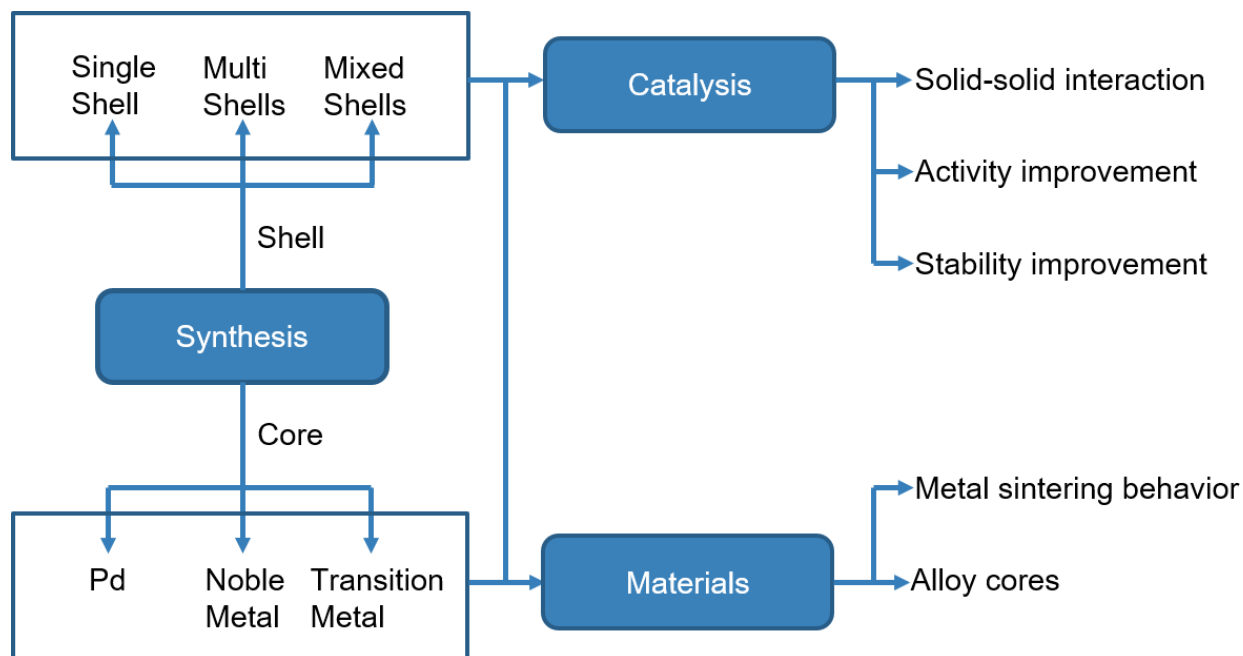 Single
Shell
Multi
Shells
Mixed
Shells
Catalysis
Solid-solid interaction
Activity improvement
Stability improvement
Shell
Synthesis
Core
Pd
Noble
Metal
Transition
Metal
Materials
Metal sintering behavior
Alloy cores